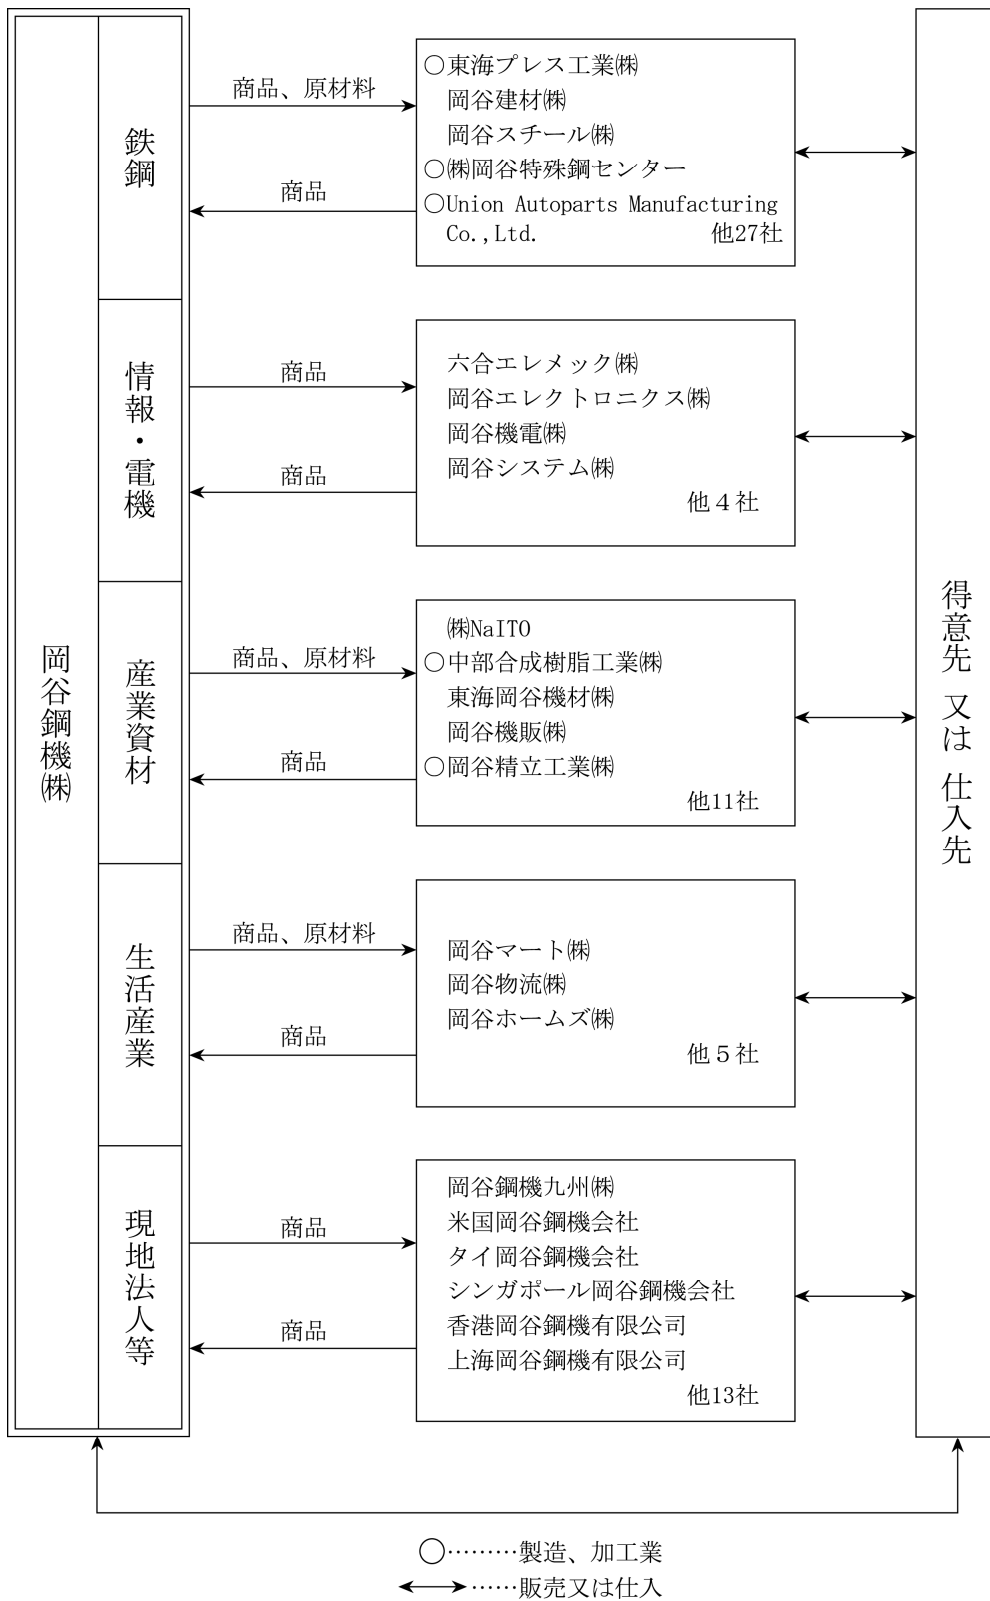 岡谷鋼機㈱
鉄鋼
商品、原材料
商品
○東海プレス工業㈱
岡谷建材㈱
岡谷スチール㈱
○㈱岡谷特殊鋼センター
○Union Autoparts Manufacturing
Co.,Ltd. 他27社
情報・電機
商品
商品
六合エレメック㈱
岡谷エレクトロニクス㈱
岡谷機電㈱
岡谷システム㈱
他４社
産業資材
商品、原材料
商品
㈱NaITO
○中部合成樹脂工業㈱
東海岡谷機材㈱
岡谷機販㈱
○岡谷精立工業㈱
他11社
生活産業
商品、原材料
商品
岡谷マート㈱
岡谷物流㈱
岡谷ホームズ㈱
他５社
現地法人等
商品
商品
岡谷鋼機九州㈱
米国岡谷鋼機会社
タイ岡谷鋼機会社
シンガポール岡谷鋼機会社
香港岡谷鋼機有限公司
上海岡谷鋼機有限公司
他13社
得意先 又は 仕入先
○………製造、加工業
……販売又は仕入